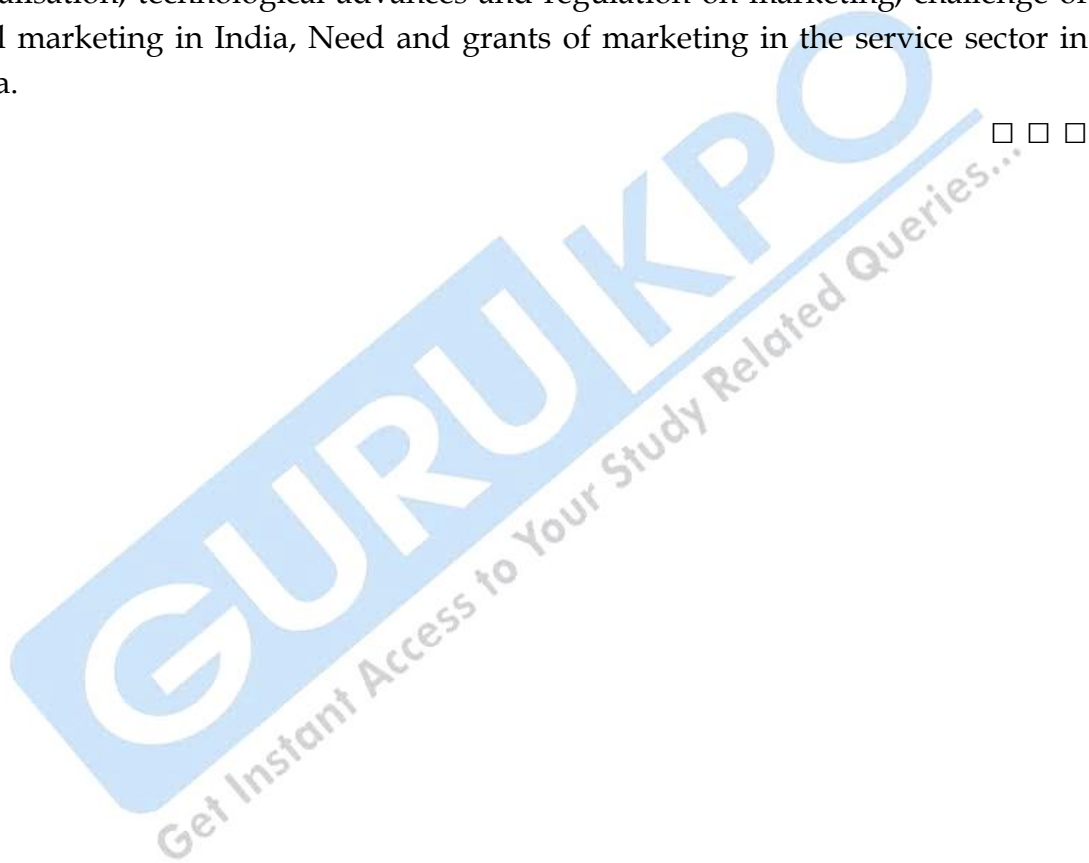 alisation, technological advances and regulation on marketing, challenge of
l marketing in India, Need and grants of marketing in the service sector in
a.
□ □ □
GURUKPO
Get Instant Access to Your Study Related Queries...